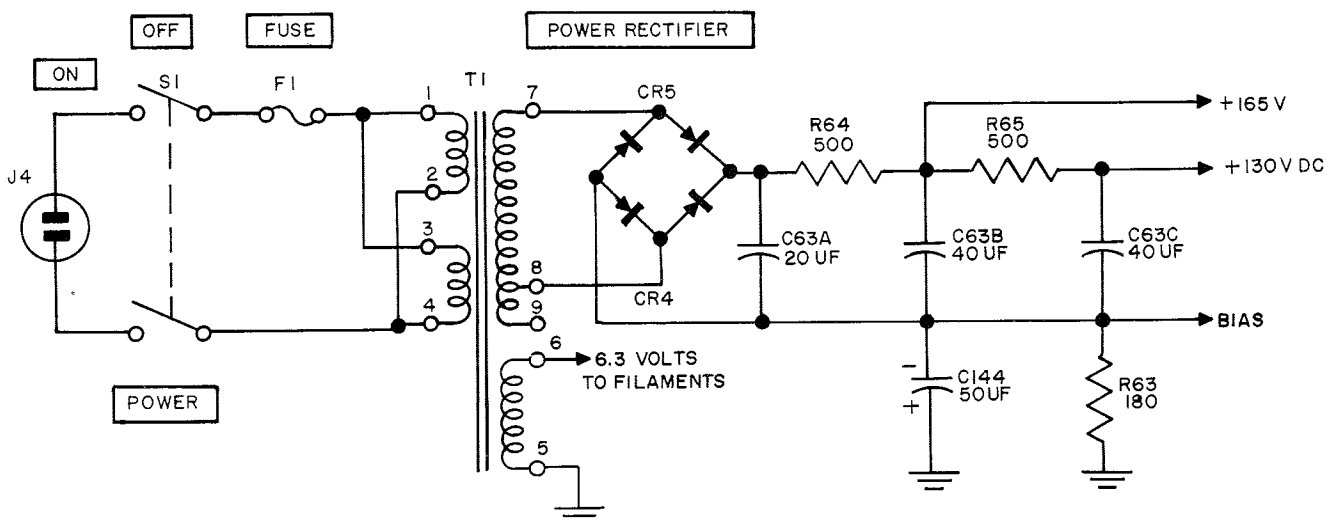 OFF
FUSE
POWER RECTIFIER
ON
S1
F1
T1
J4
1
2
3
4
7
8
9
6
5
CR5
CR4
6.3 VOLTS
TO FILAMENTS
POWER
R64
500
R65
500
+165 V
+130 V DC
C63A
20 UF
C63B
40 UF
C63C
40 UF
BIAS
-
+
C144
50 UF
R63
180